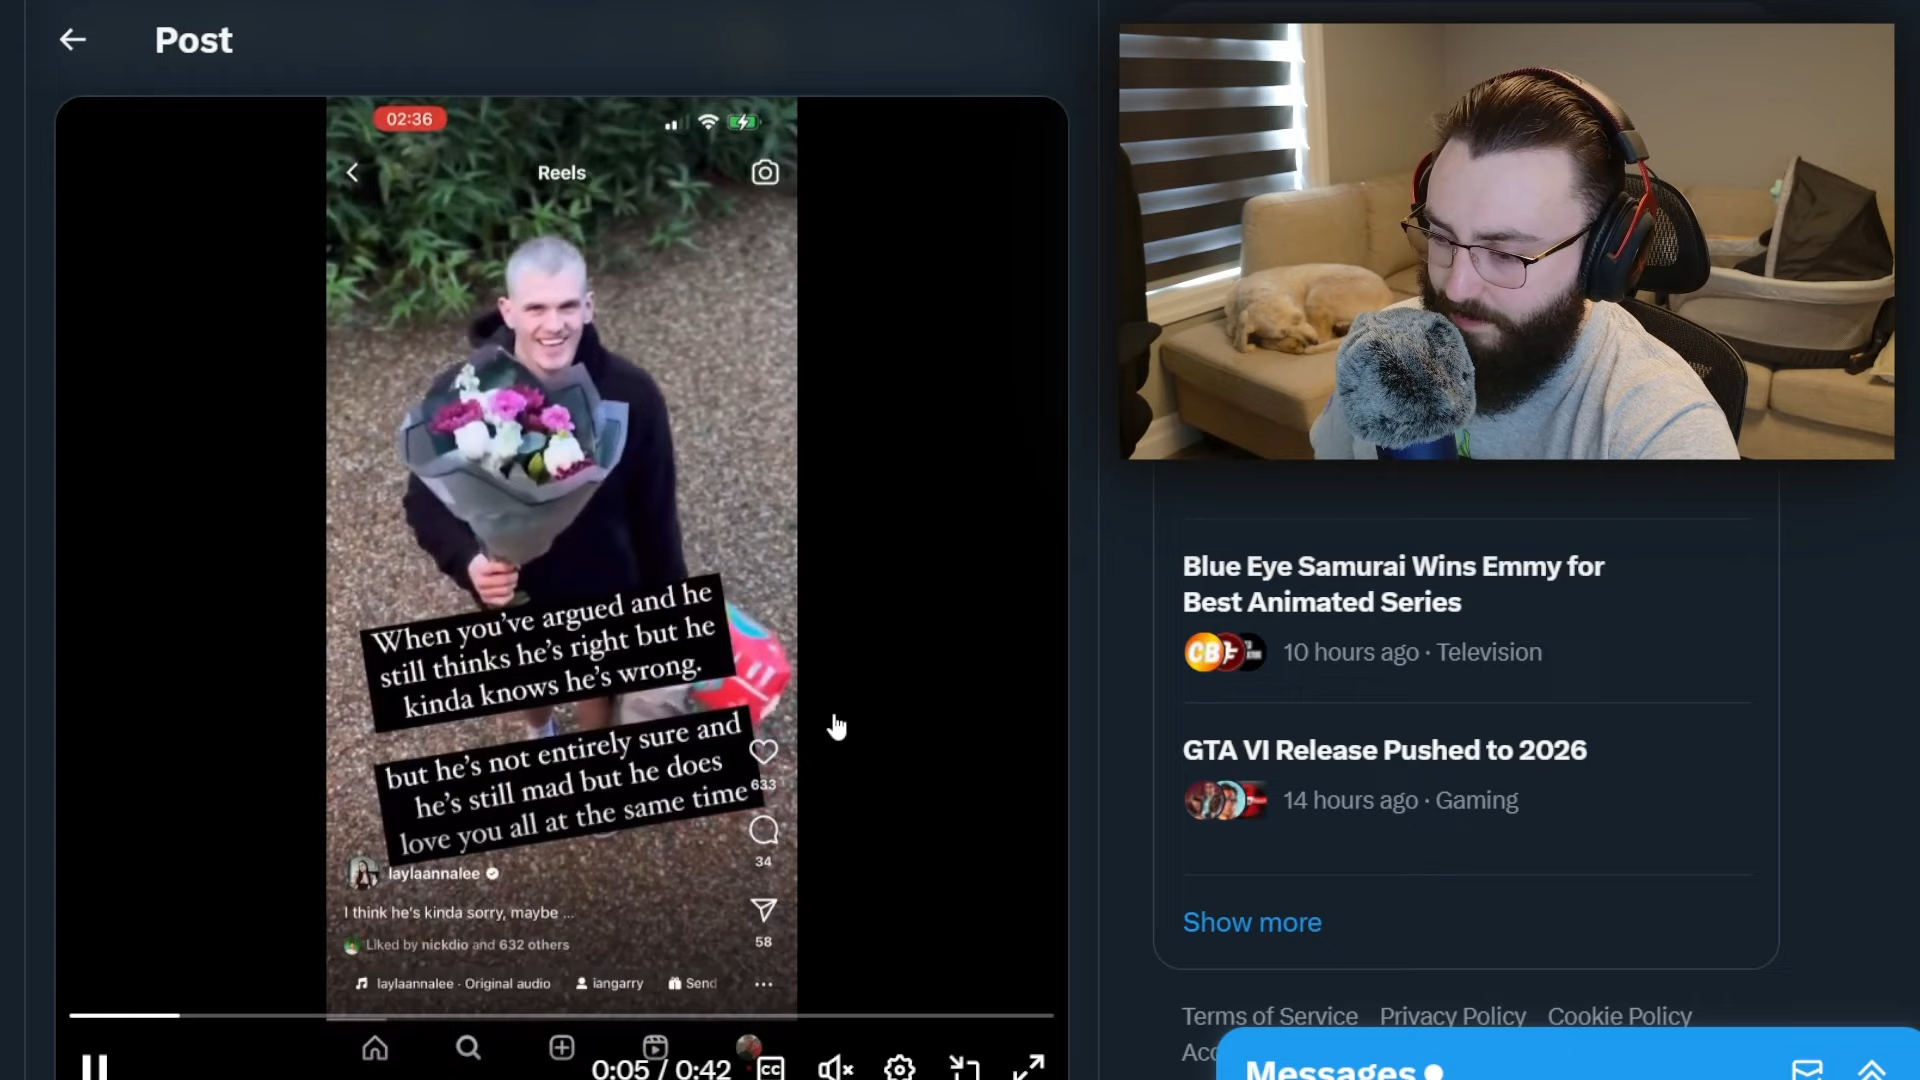 Post
02:36
Reels
When you've argued and he
still thinks he's right but he
kinda knows he's wrong.
but he's not entirely sure and
he's still mad but he does
love you all at the same time
633
34
laylaannalee
I think he's kinda sorry, maybe ...
Liked by nickdio and 632 others
58
laylaannalee · Original audio
iangarry
Send
0:05 / 0:42
CC
Blue Eye Samurai Wins Emmy for
Best Animated Series
CB
10 hours ago · Television
GTA VI Release Pushed to 2026
14 hours ago · Gaming
Show more
Terms of Service Privacy Policy Cookie Policy
Acc
Messages